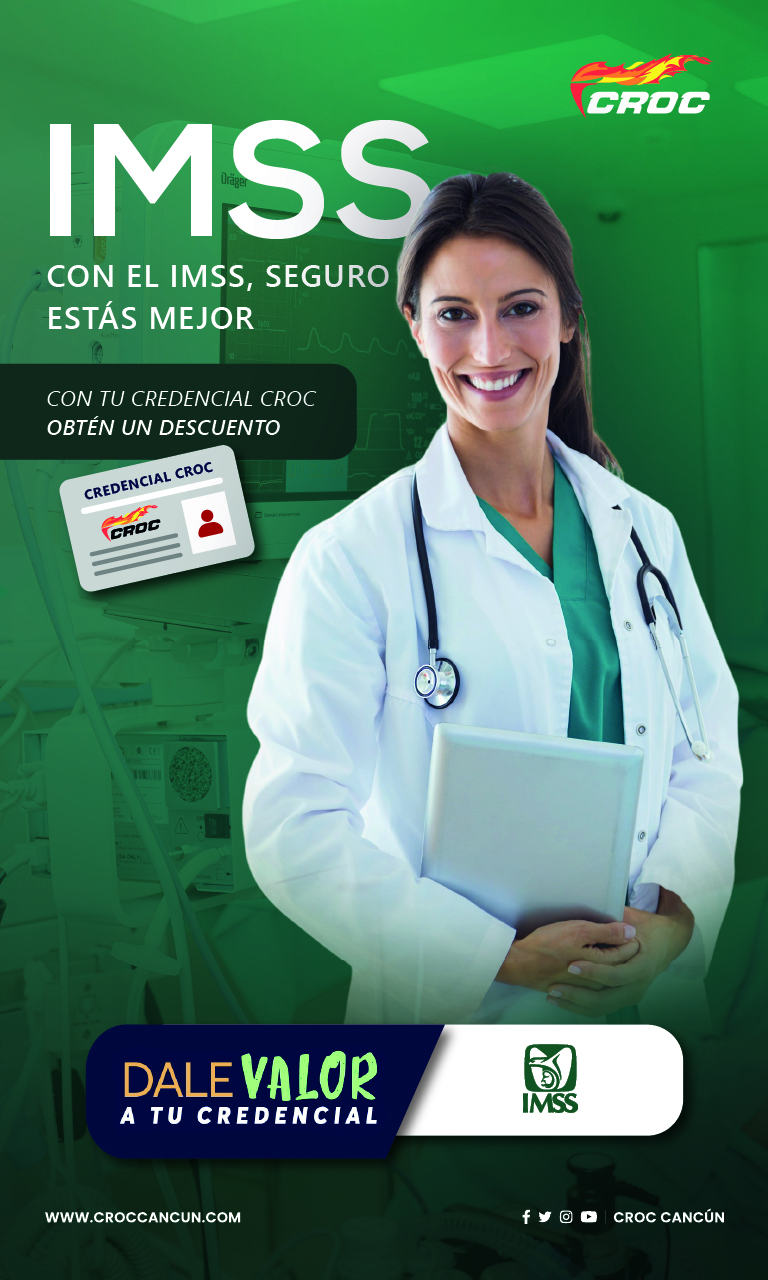 CROC
IMSS
Dräger
CON EL IMSS, SEGURO
ESTÁS MEJOR
CON TU CREDENCIAL CROC
OBTÉN UN DESCUENTO
CREDENCIAL CROC
CROC
DALE VALOR
A TU CREDENCIAL
IMSS
WWW.CROCCANCUN.COM
CROC CANCÚN